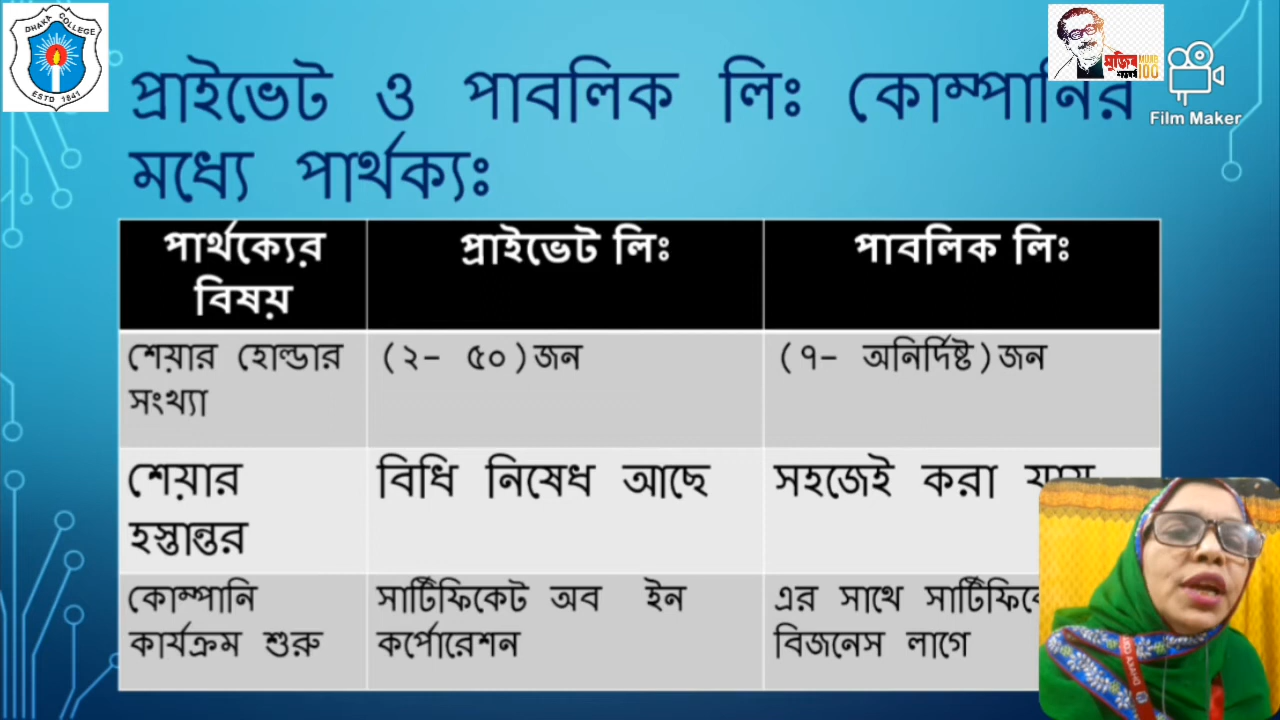 DHAKA COLLEGE
ESTD 1841
মুজিব
100
Film Maker
প্রাইভেট ও পাবলিক লিঃ কোম্পানির
মধ্যে পার্থক্যঃ
পার্থক্যের বিষয়
প্রাইভেট লিঃ
পাবলিক লিঃ
শেয়ার হোল্ডার সংখ্যা
(২- ৫০)জন
(৭- অনির্দিষ্ট)জন
শেয়ার হস্তান্তর
বিধি নিষেধ আছে
সহজেই করা যায়
কোম্পানি কার্যক্রম শুরু
সার্টিফিকেট অব ইন কর্পোরেশন
এর সাথে
বিজনেস লাগে